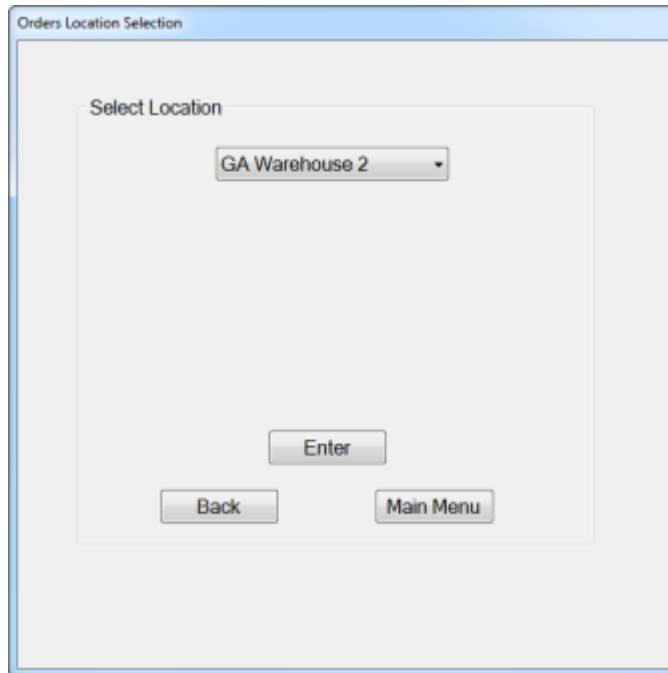 Orders Location Selection
Select Location
GA Warehouse 2
Enter
Back Main Menu